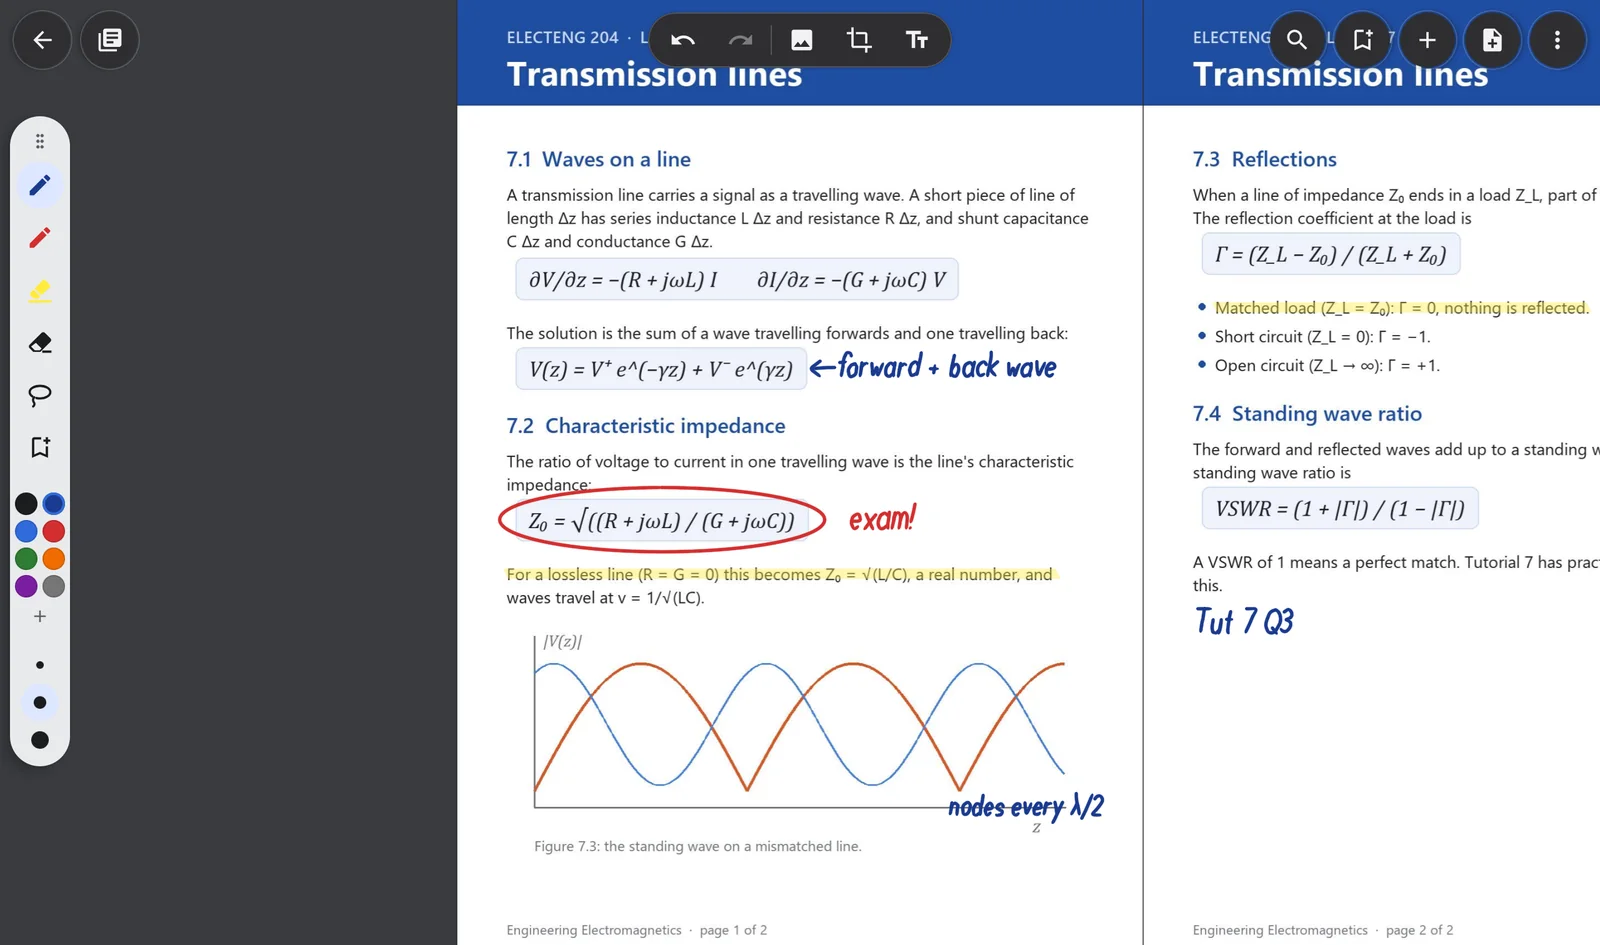 ELECTENG 204 · L
Transmission lines
7.1 Waves on a line
A transmission line carries a signal as a travelling wave. A short piece of line of
length Δz has series inductance L Δz and resistance R Δz, and shunt capacitance
C Δz and conductance G Δz.
∂V/∂z = −(R + jωL) I ∂I/∂z = −(G + jωC) V
The solution is the sum of a wave travelling forwards and one travelling back:
V(z) = V⁺ e^(−γz) + V⁻ e^(γz)
←forward + back wave
7.2 Characteristic impedance
The ratio of voltage to current in one travelling wave is the line's characteristic
impedance:
Z₀ = √((R + jωL) / (G + jωC))
exam!
For a lossless line (R = G = 0) this becomes Z₀ = √(L/C), a real number, and
waves travel at v = 1/√(LC).
|V(z)|
nodes every λ/2
z
Figure 7.3: the standing wave on a mismatched line.
Engineering Electromagnetics · page 1 of 2
ELECTENG L 7
Transmission lines
7.3 Reflections
When a line of impedance Z₀ ends in a load Z_L, part of
The reflection coefficient at the load is
Γ = (Z_L − Z₀) / (Z_L + Z₀)
• Matched load (Z_L = Z₀): Γ = 0, nothing is reflected.
• Short circuit (Z_L = 0): Γ = −1.
• Open circuit (Z_L → ∞): Γ = +1.
7.4 Standing wave ratio
The forward and reflected waves add up to a standing w
standing wave ratio is
VSWR = (1 + |Γ|) / (1 − |Γ|)
A VSWR of 1 means a perfect match. Tutorial 7 has prac
this.
Tut 7 Q3
Engineering Electromagnetics · page 2 of 2